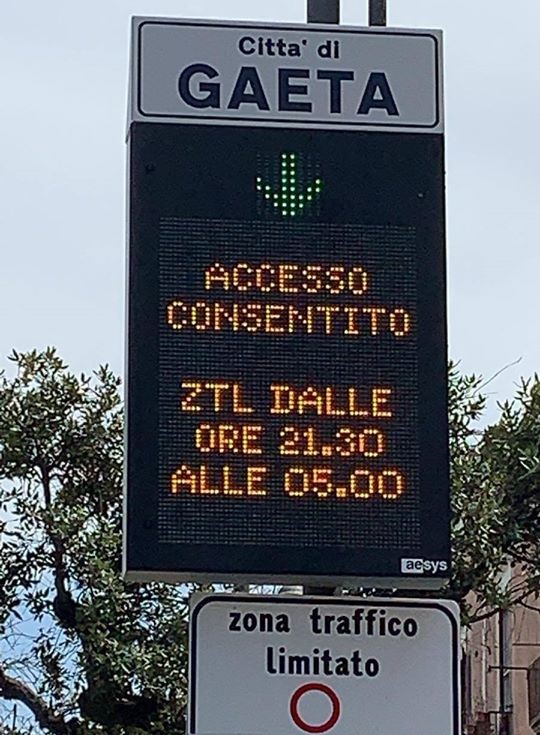 Citta' di
GAETA
ACCESSO
CONSENTITO
ZTL DALLE
ORE 21.30
ALLE 05.00
aesys
zona traffico
limitato